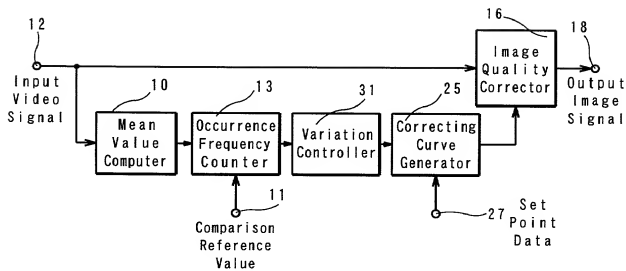 12
16
18
Input
Video
Signal
Image
Quality
Corrector
Output
Image
Signal
10
13
31
25
Mean
Value
Computer
Occurrence
Frequency
Counter
Variation
Controller
Correcting
Curve
Generator
11
27
Comparison
Reference
Value
Set
Point
Data